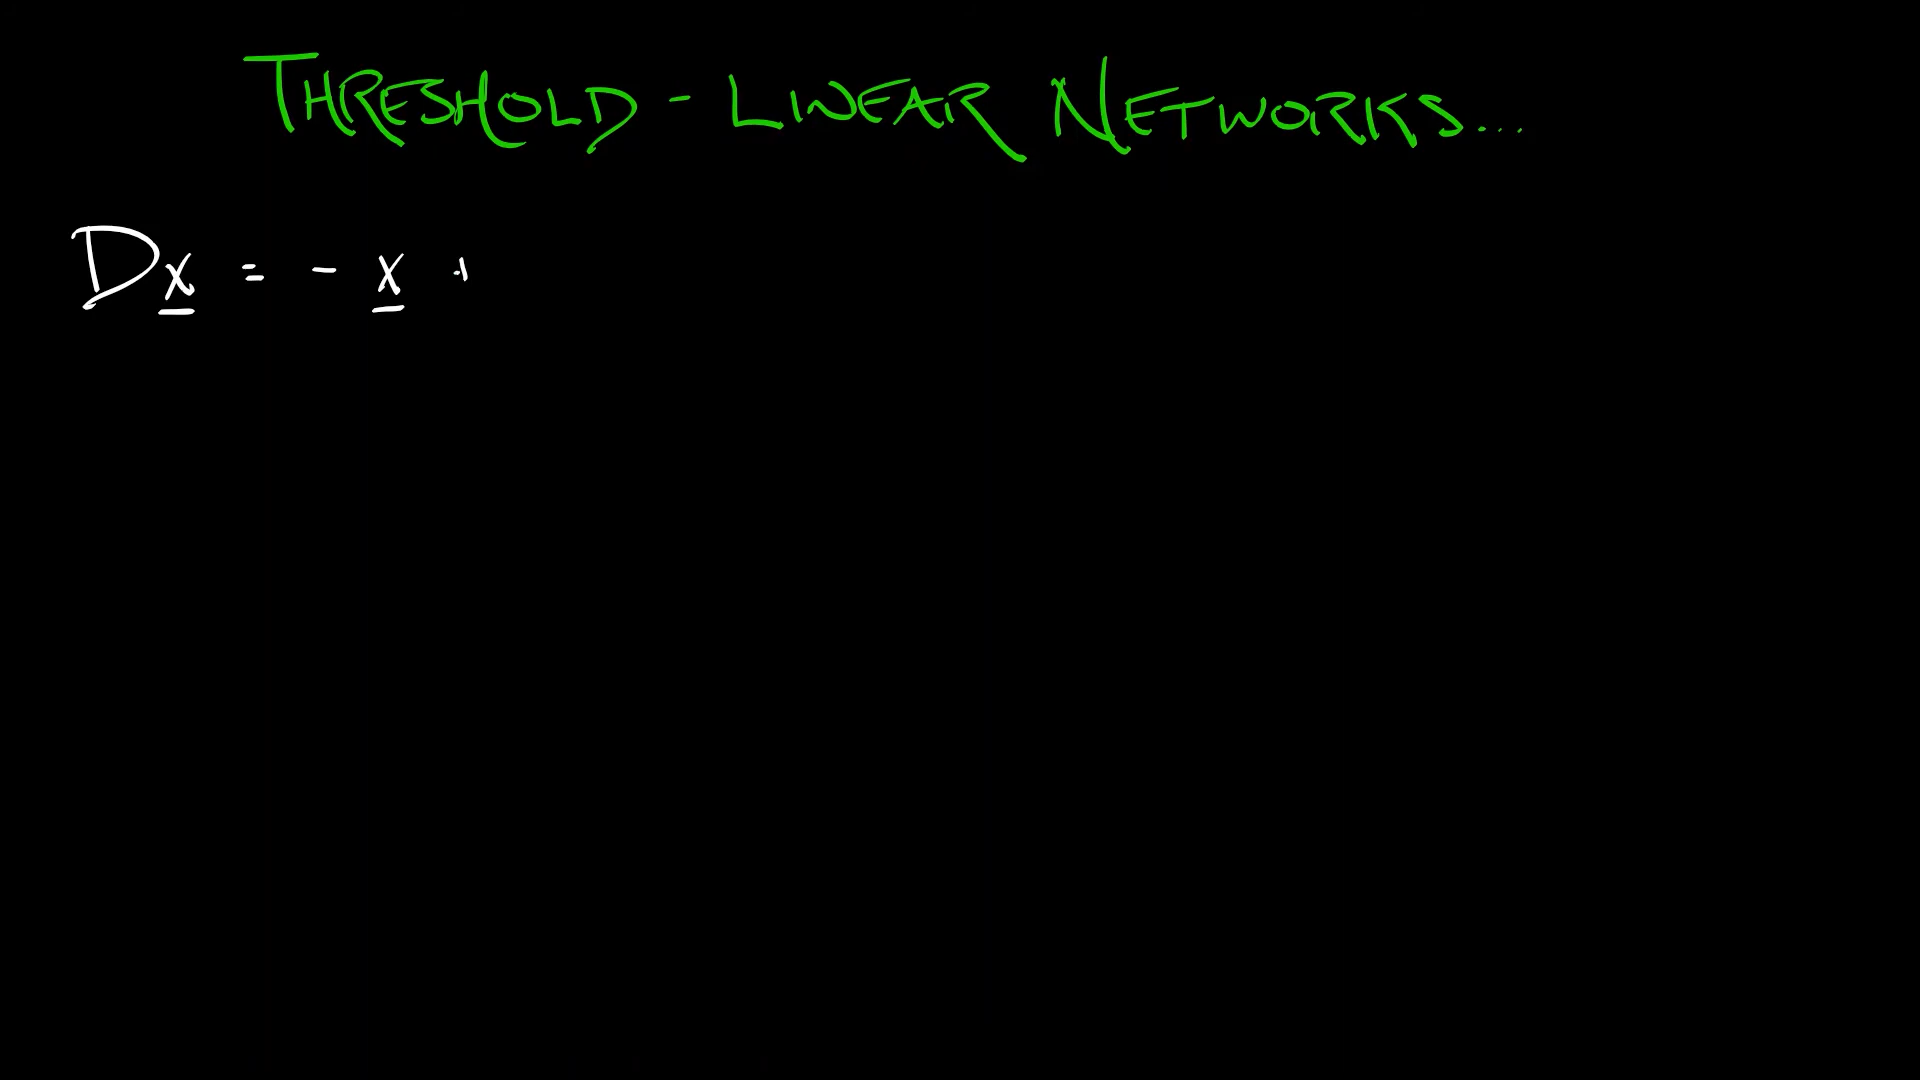 THRESHOLD - LINEAR NETWORKS...
Dx = - x +